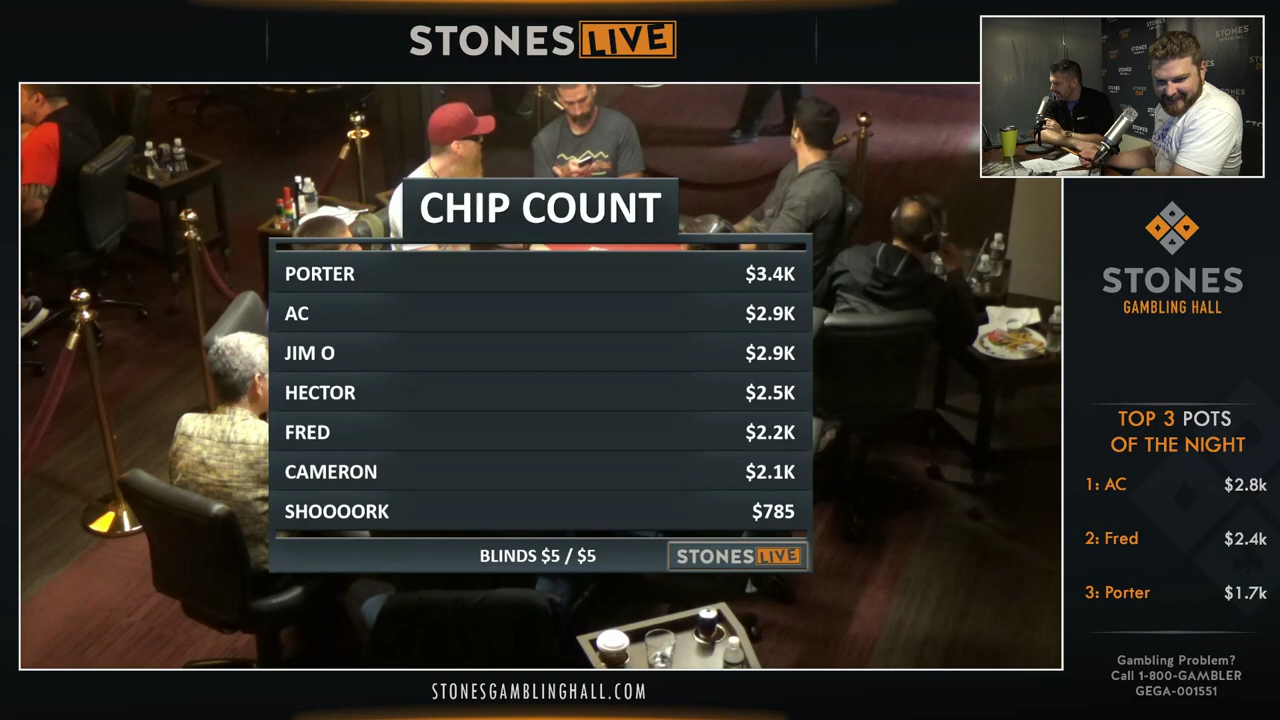 STONES LIVE
CHIP COUNT
PORTER $3.4K
AC $2.9K
JIM O $2.9K
HECTOR $2.5K
FRED $2.2K
CAMERON $2.1K
SHOOOORK $785
BLINDS $5 / $5
STONES LIVE
STONES
GAMBLING HALL
TOP 3 POTS
OF THE NIGHT
1: AC $2.8k
2: Fred $2.4k
3: Porter $1.7k
Gambling Problem?
Call 1-800-GAMBLER
GEGA-001551
STONESGAMBLINGHALL.COM